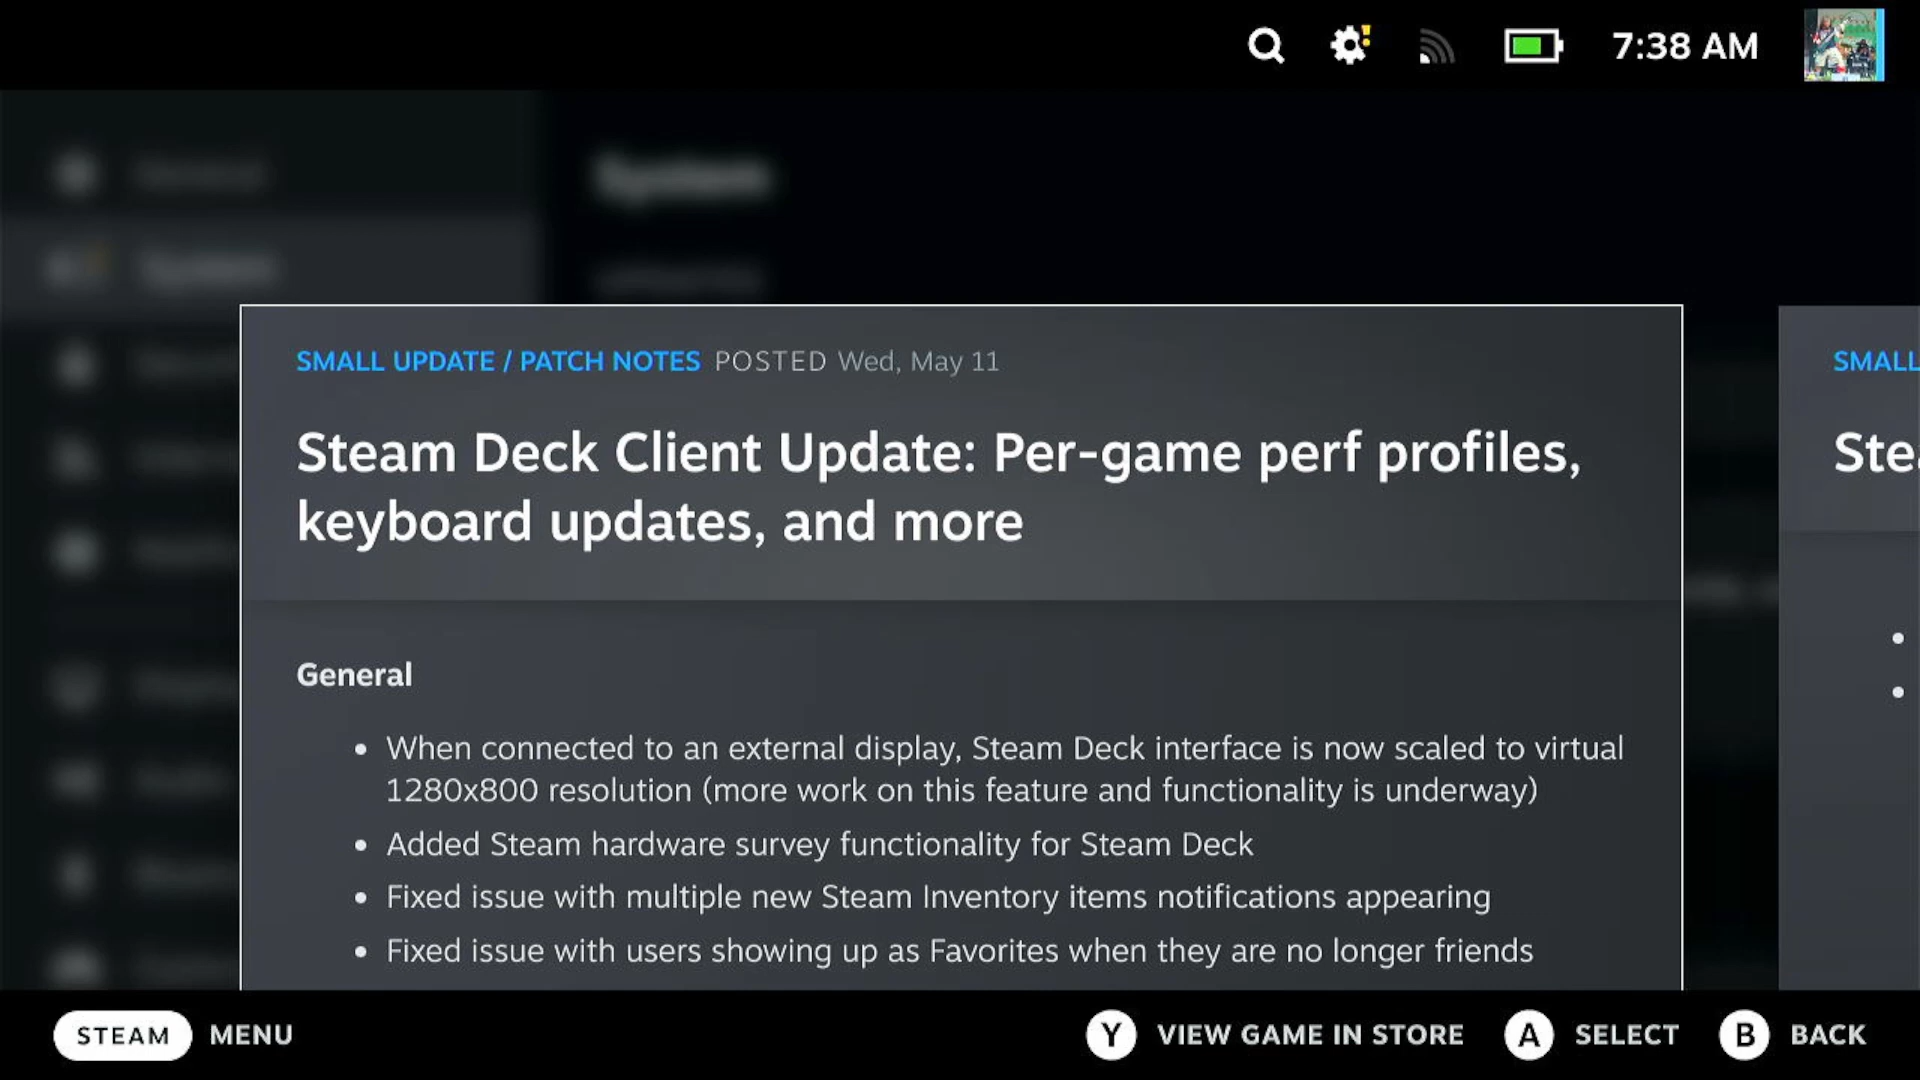 7:38 AM
General
System
System
SMALL UPDATE / PATCH NOTES POSTED Wed, May 11
Steam Deck Client Update: Per-game perf profiles,
keyboard updates, and more
General
• When connected to an external display, Steam Deck interface is now scaled to virtual
1280x800 resolution (more work on this feature and functionality is underway)
• Added Steam hardware survey functionality for Steam Deck
• Fixed issue with multiple new Steam Inventory items notifications appearing
• Fixed issue with users showing up as Favorites when they are no longer friends
SMALL
Ste
STEAM MENU
Y VIEW GAME IN STORE A SELECT B BACK